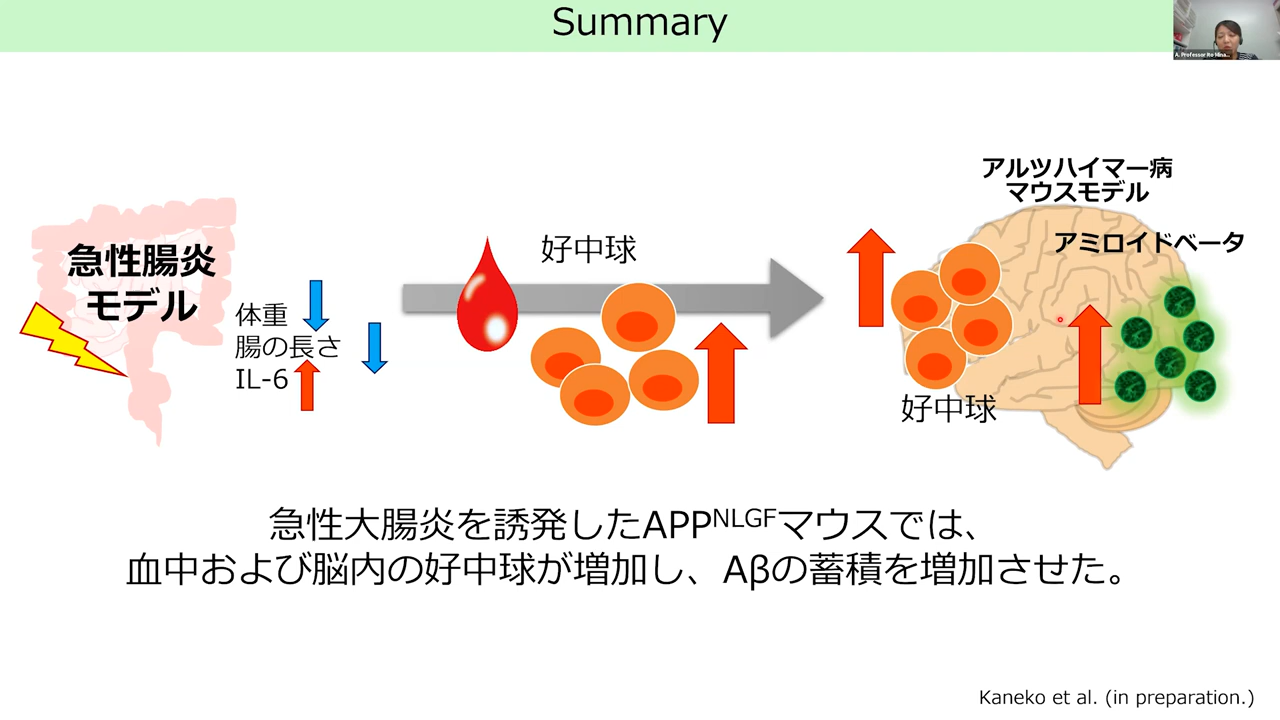 Summary
A. Professor Ito Mina...
アルツハイマー病
マウスモデル
アミロイドベータ
好中球
急性腸炎
モデル
体重
腸の長さ
IL-6
好中球
急性大腸炎を誘発したAPPNLGFマウスでは、
血中および脳内の好中球が増加し、Aβの蓄積を増加させた。
Kaneko et al. (in preparation.)